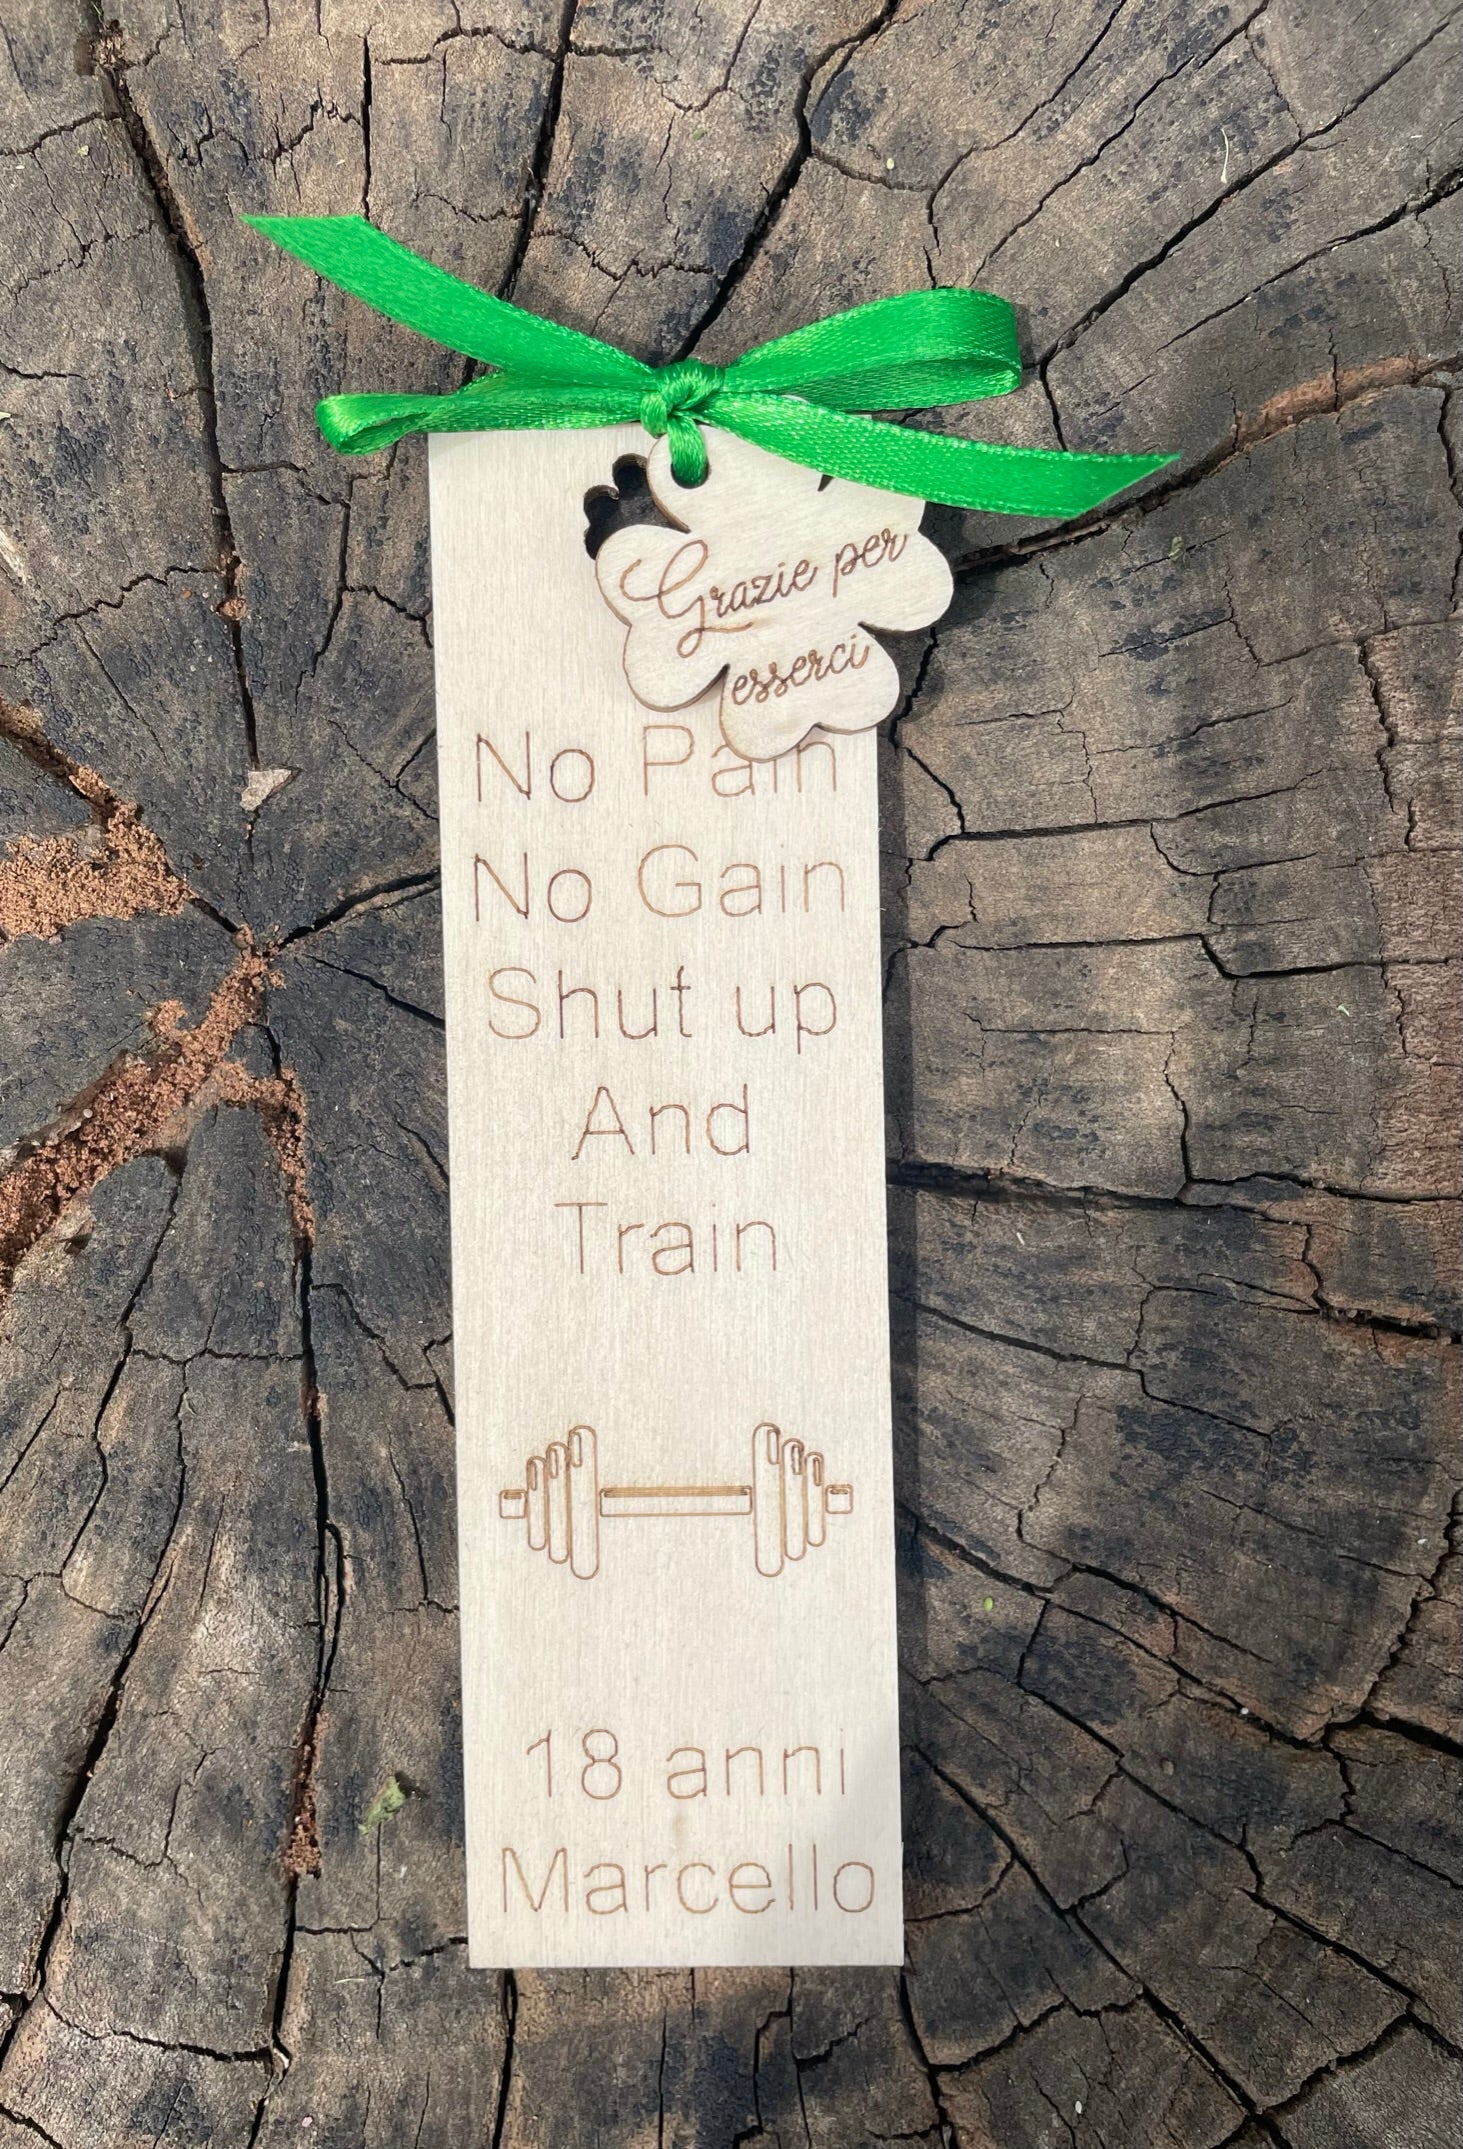 Grazie per
esserci
No Pain
No Gain
Shut up
And
Train
18 anni
Marcello